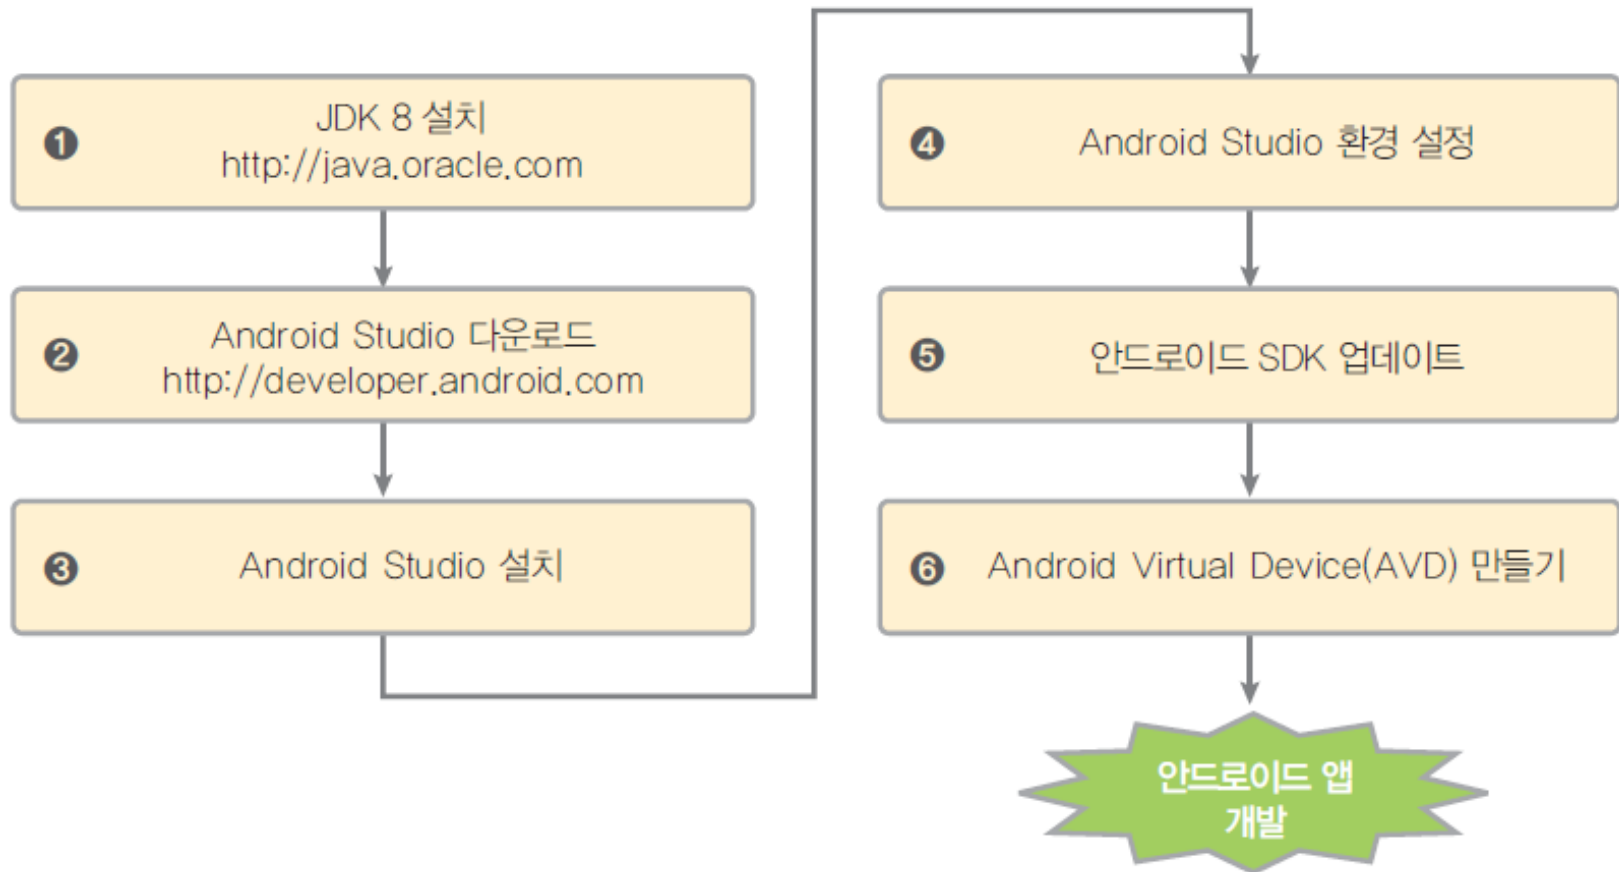 ❶ JDK 8 설치
http://java.oracle.com
❷ Android Studio 다운로드
http://developer.android.com
❸ Android Studio 설치
❹ Android Studio 환경 설정
❺ 안드로이드 SDK 업데이트
❻ Android Virtual Device(AVD) 만들기
안드로이드 앱
개발